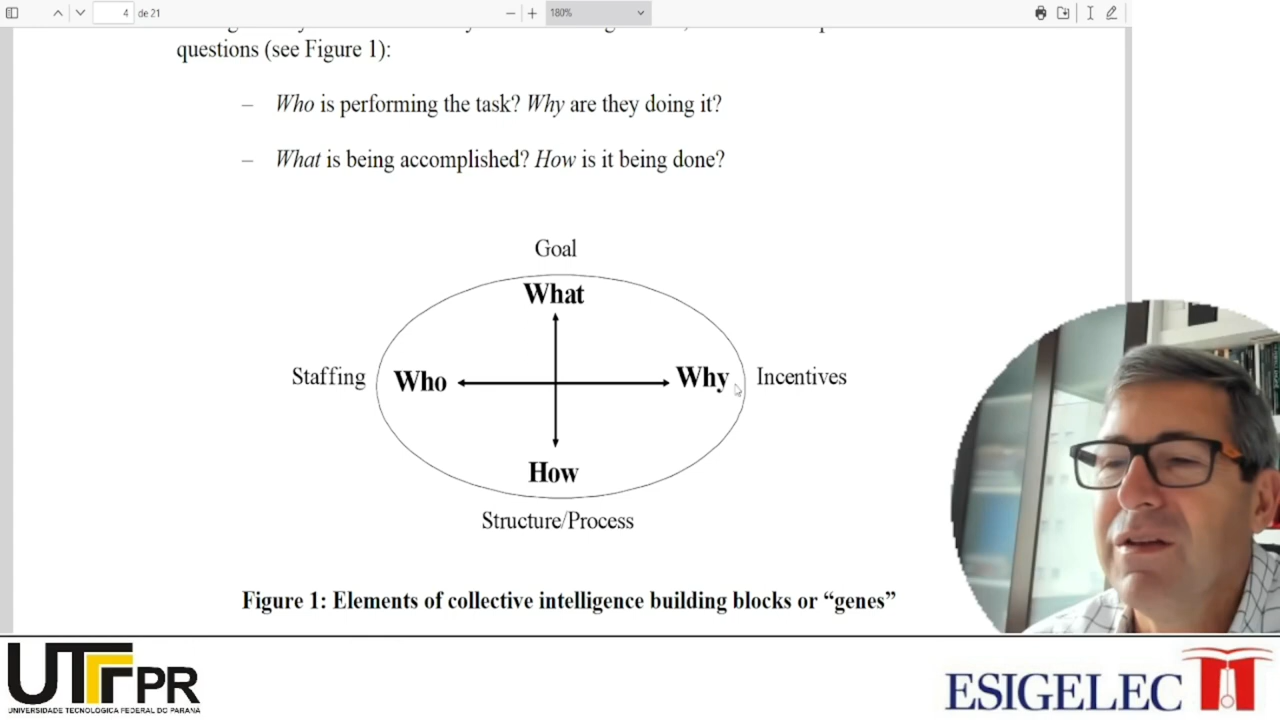 4 de 21
180%
questions (see Figure 1):
– Who is performing the task? Why are they doing it?
– What is being accomplished? How is it being done?
Goal
What
Staffing Who Why Incentives
How
Structure/Process
Figure 1: Elements of collective intelligence building blocks or “genes”
UTFPR
UNIVERSIDADE TECNOLÓGICA FEDERAL DO PARANÁ
ESIGELEC